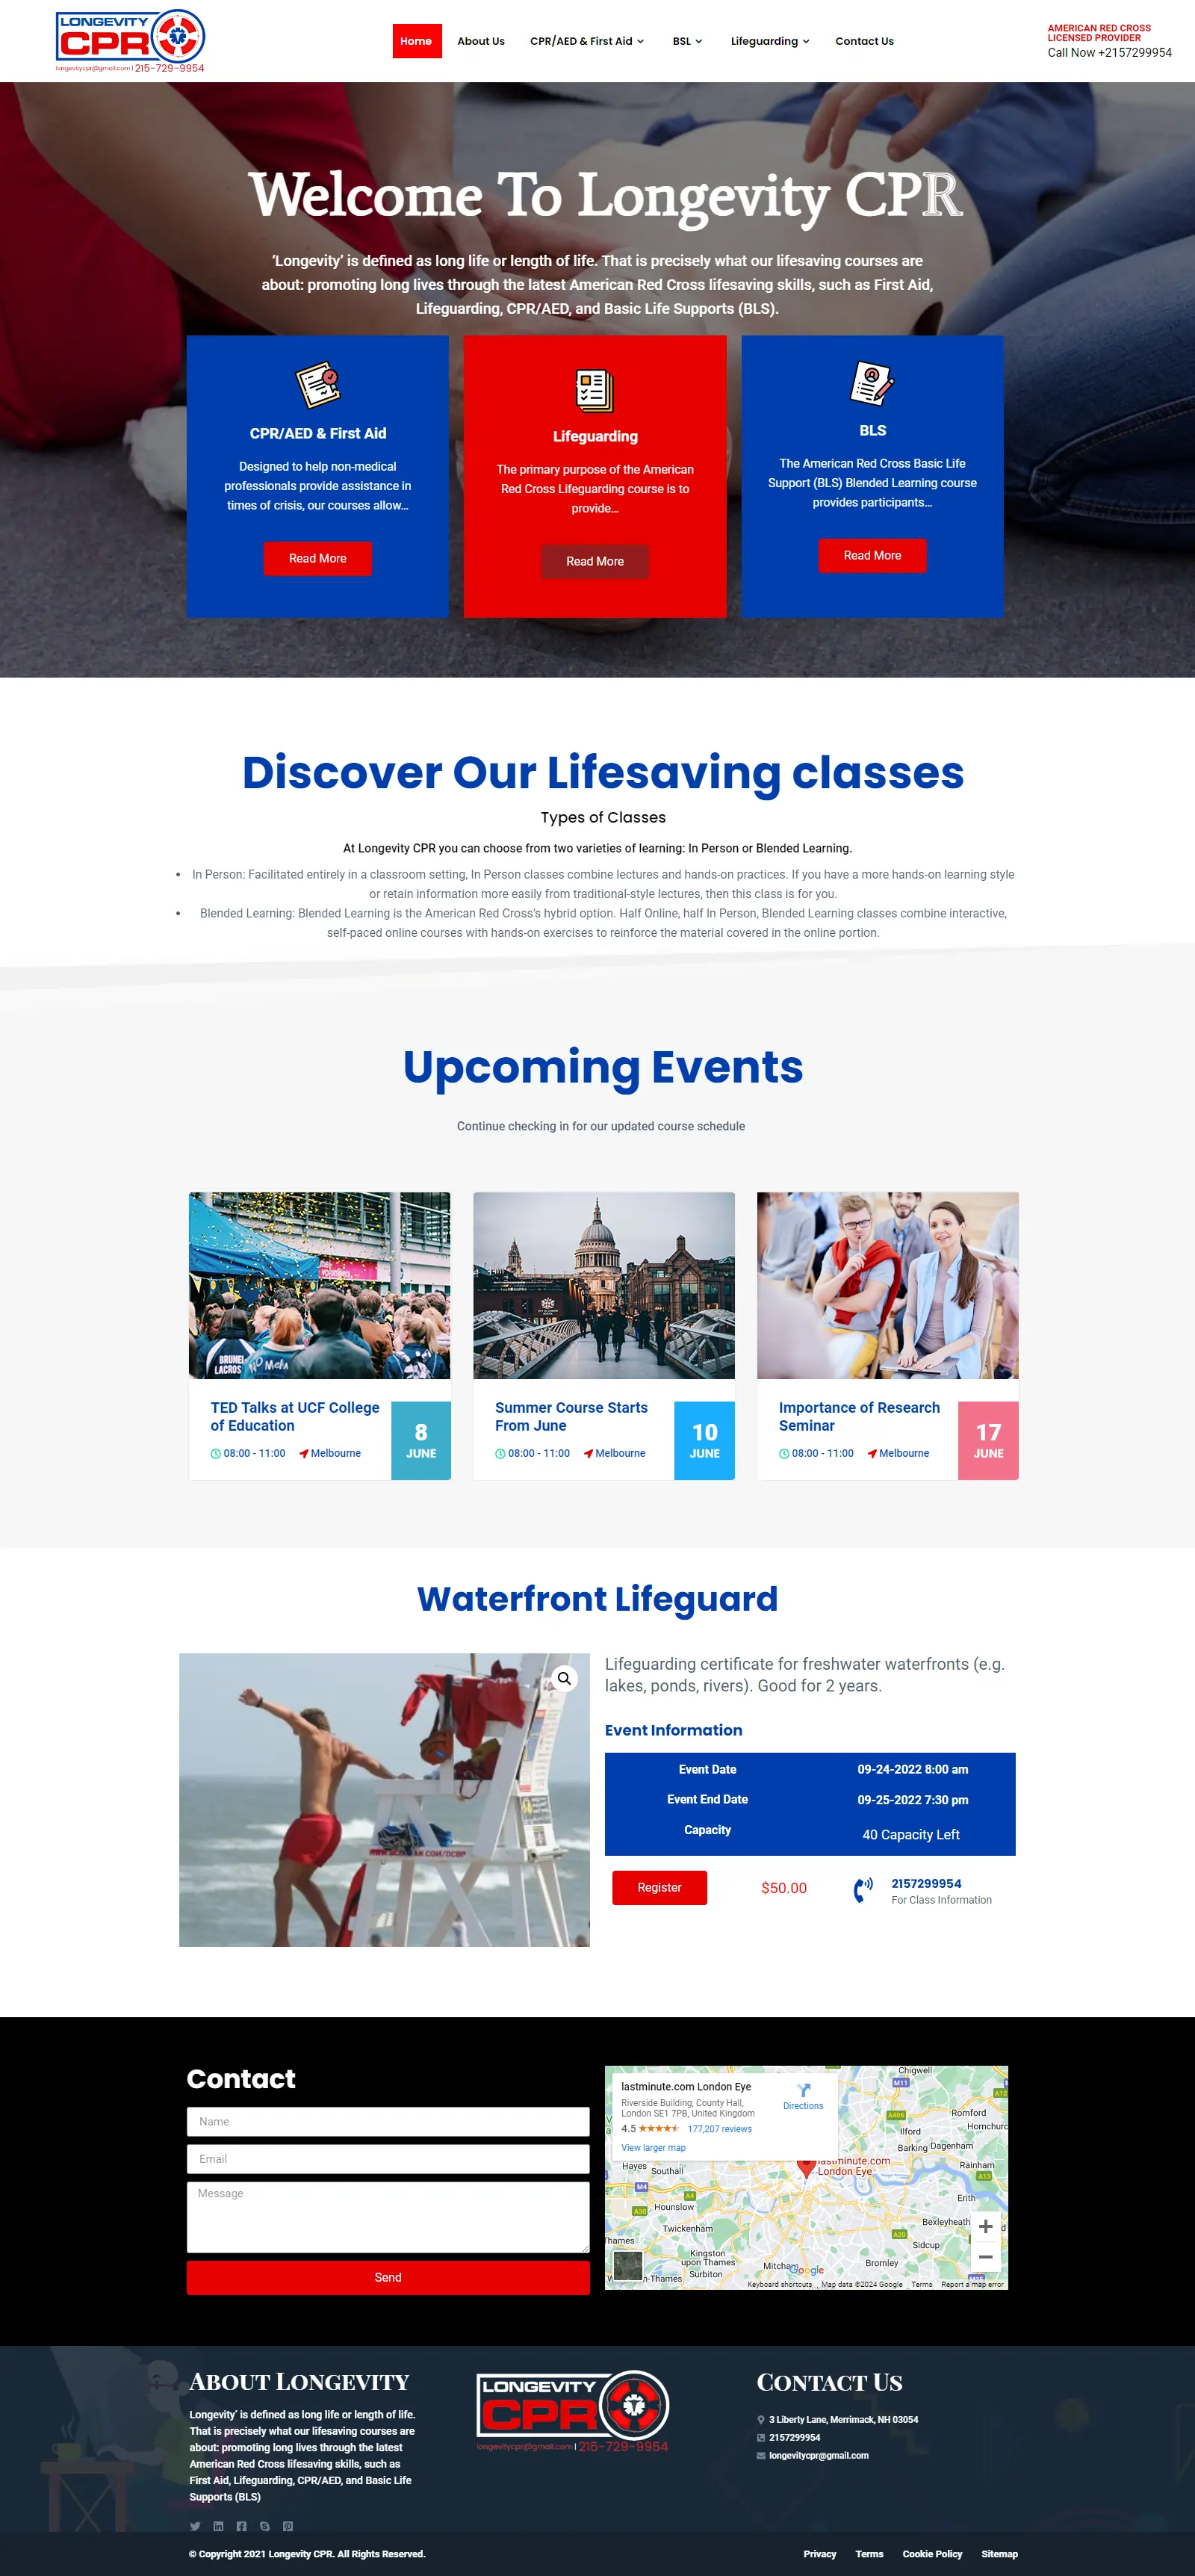 LONGEVITY
CPR
longevitycpr@gmail.com | 215-729-9954
Home
About Us
CPR/AED & First Aid
BSL
Lifeguarding
Contact Us
AMERICAN RED CROSS
LICENSED PROVIDER
Call Now +2157299954
Welcome To Longevity CPR
‘Longevity’ is defined as long life or length of life. That is precisely what our lifesaving courses are
about: promoting long lives through the latest American Red Cross lifesaving skills, such as First Aid,
Lifeguarding, CPR/AED, and Basic Life Supports (BLS).
CPR/AED & First Aid
Designed to help non-medical
professionals provide assistance in
times of crisis, our courses allow...
Read More
Lifeguarding
The primary purpose of the American
Red Cross Lifeguarding course is to
provide...
Read More
BLS
The American Red Cross Basic Life
Support (BLS) Blended Learning course
provides participants...
Read More
Discover Our Lifesaving classes
Types of Classes
At Longevity CPR you can choose from two varieties of learning: In Person or Blended Learning.
• In Person: Facilitated entirely in a classroom setting, In Person classes combine lectures and hands-on practices. If you have a more hands-on learning style
or retain information more easily from traditional-style lectures, then this class is for you.
• Blended Learning: Blended Learning is the American Red Cross’s hybrid option. Half Online, half In Person, Blended Learning classes combine interactive,
self-paced online courses with hands-on exercises to reinforce the material covered in the online portion.
Upcoming Events
Continue checking in for our updated course schedule
BRUNEL
LACROS
TED Talks at UCF College
of Education
08:00 - 11:00
Melbourne
8
JUNE
Summer Course Starts
From June
08:00 - 11:00
Melbourne
10
JUNE
Importance of Research
Seminar
08:00 - 11:00
Melbourne
17
JUNE
Waterfront Lifeguard
Lifeguarding certificate for freshwater waterfronts (e.g.
lakes, ponds, rivers). Good for 2 years.
Event Information
Event Date
09-24-2022 8:00 am
Event End Date
09-25-2022 7:30 pm
Capacity
40 Capacity Left
Register
$50.00
2157299954
For Class Information
Contact
Name
Email
Message
Send
lastminute.com London Eye
Riverside Building, County Hall,
London SE1 7PB, United Kingdom
4.5
177,207 reviews
View larger map
Directions
Chigwell
M11
A12
Romford
A406
Hornchurc
Ilford
Barking
Dagenham
lastminute.com
London Eye
Rainham
A13
Hayes
Southall
M4
A4
Erith
A30
Hounslow
Bexleyheath
Twickenham
A20
Thames
Sidcup
Kingston
upon Thames
Mitcham
Bromley
Surbiton
n-Thames
Google
Keyboard shortcuts
Map data ©2024 Google
Terms
Report a map error
ABOUT LONGEVITY
Longevity’ is defined as long life or length of life.
That is precisely what our lifesaving courses are
about: promoting long lives through the latest
American Red Cross lifesaving skills, such as
First Aid, Lifeguarding, CPR/AED, and Basic Life
Supports (BLS)
LONGEVITY
CPR
longevitycpr@gmail.com | 215-729-9954
CONTACT US
3 Liberty Lane, Merrimack, NH 03054
2157299954
longevitycpr@gmail.com
© Copyright 2021 Longevity CPR. All Rights Reserved.
Privacy
Terms
Cookie Policy
Sitemap